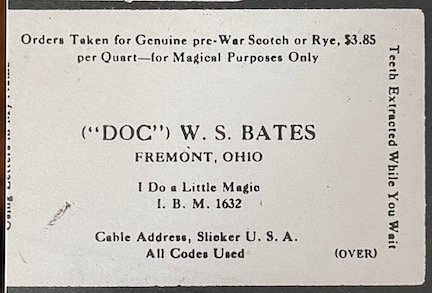 Orders Taken for Genuine pre-War Scotch or Rye, $3.85
per Quart—for Magical Purposes Only
("DOC") W. S. BATES
FREMONT, OHIO
I Do a Little Magic
I. B. M. 1632
Cable Address, Slicker U. S. A.
All Codes Used
(OVER)
Teeth Extracted While You Wait